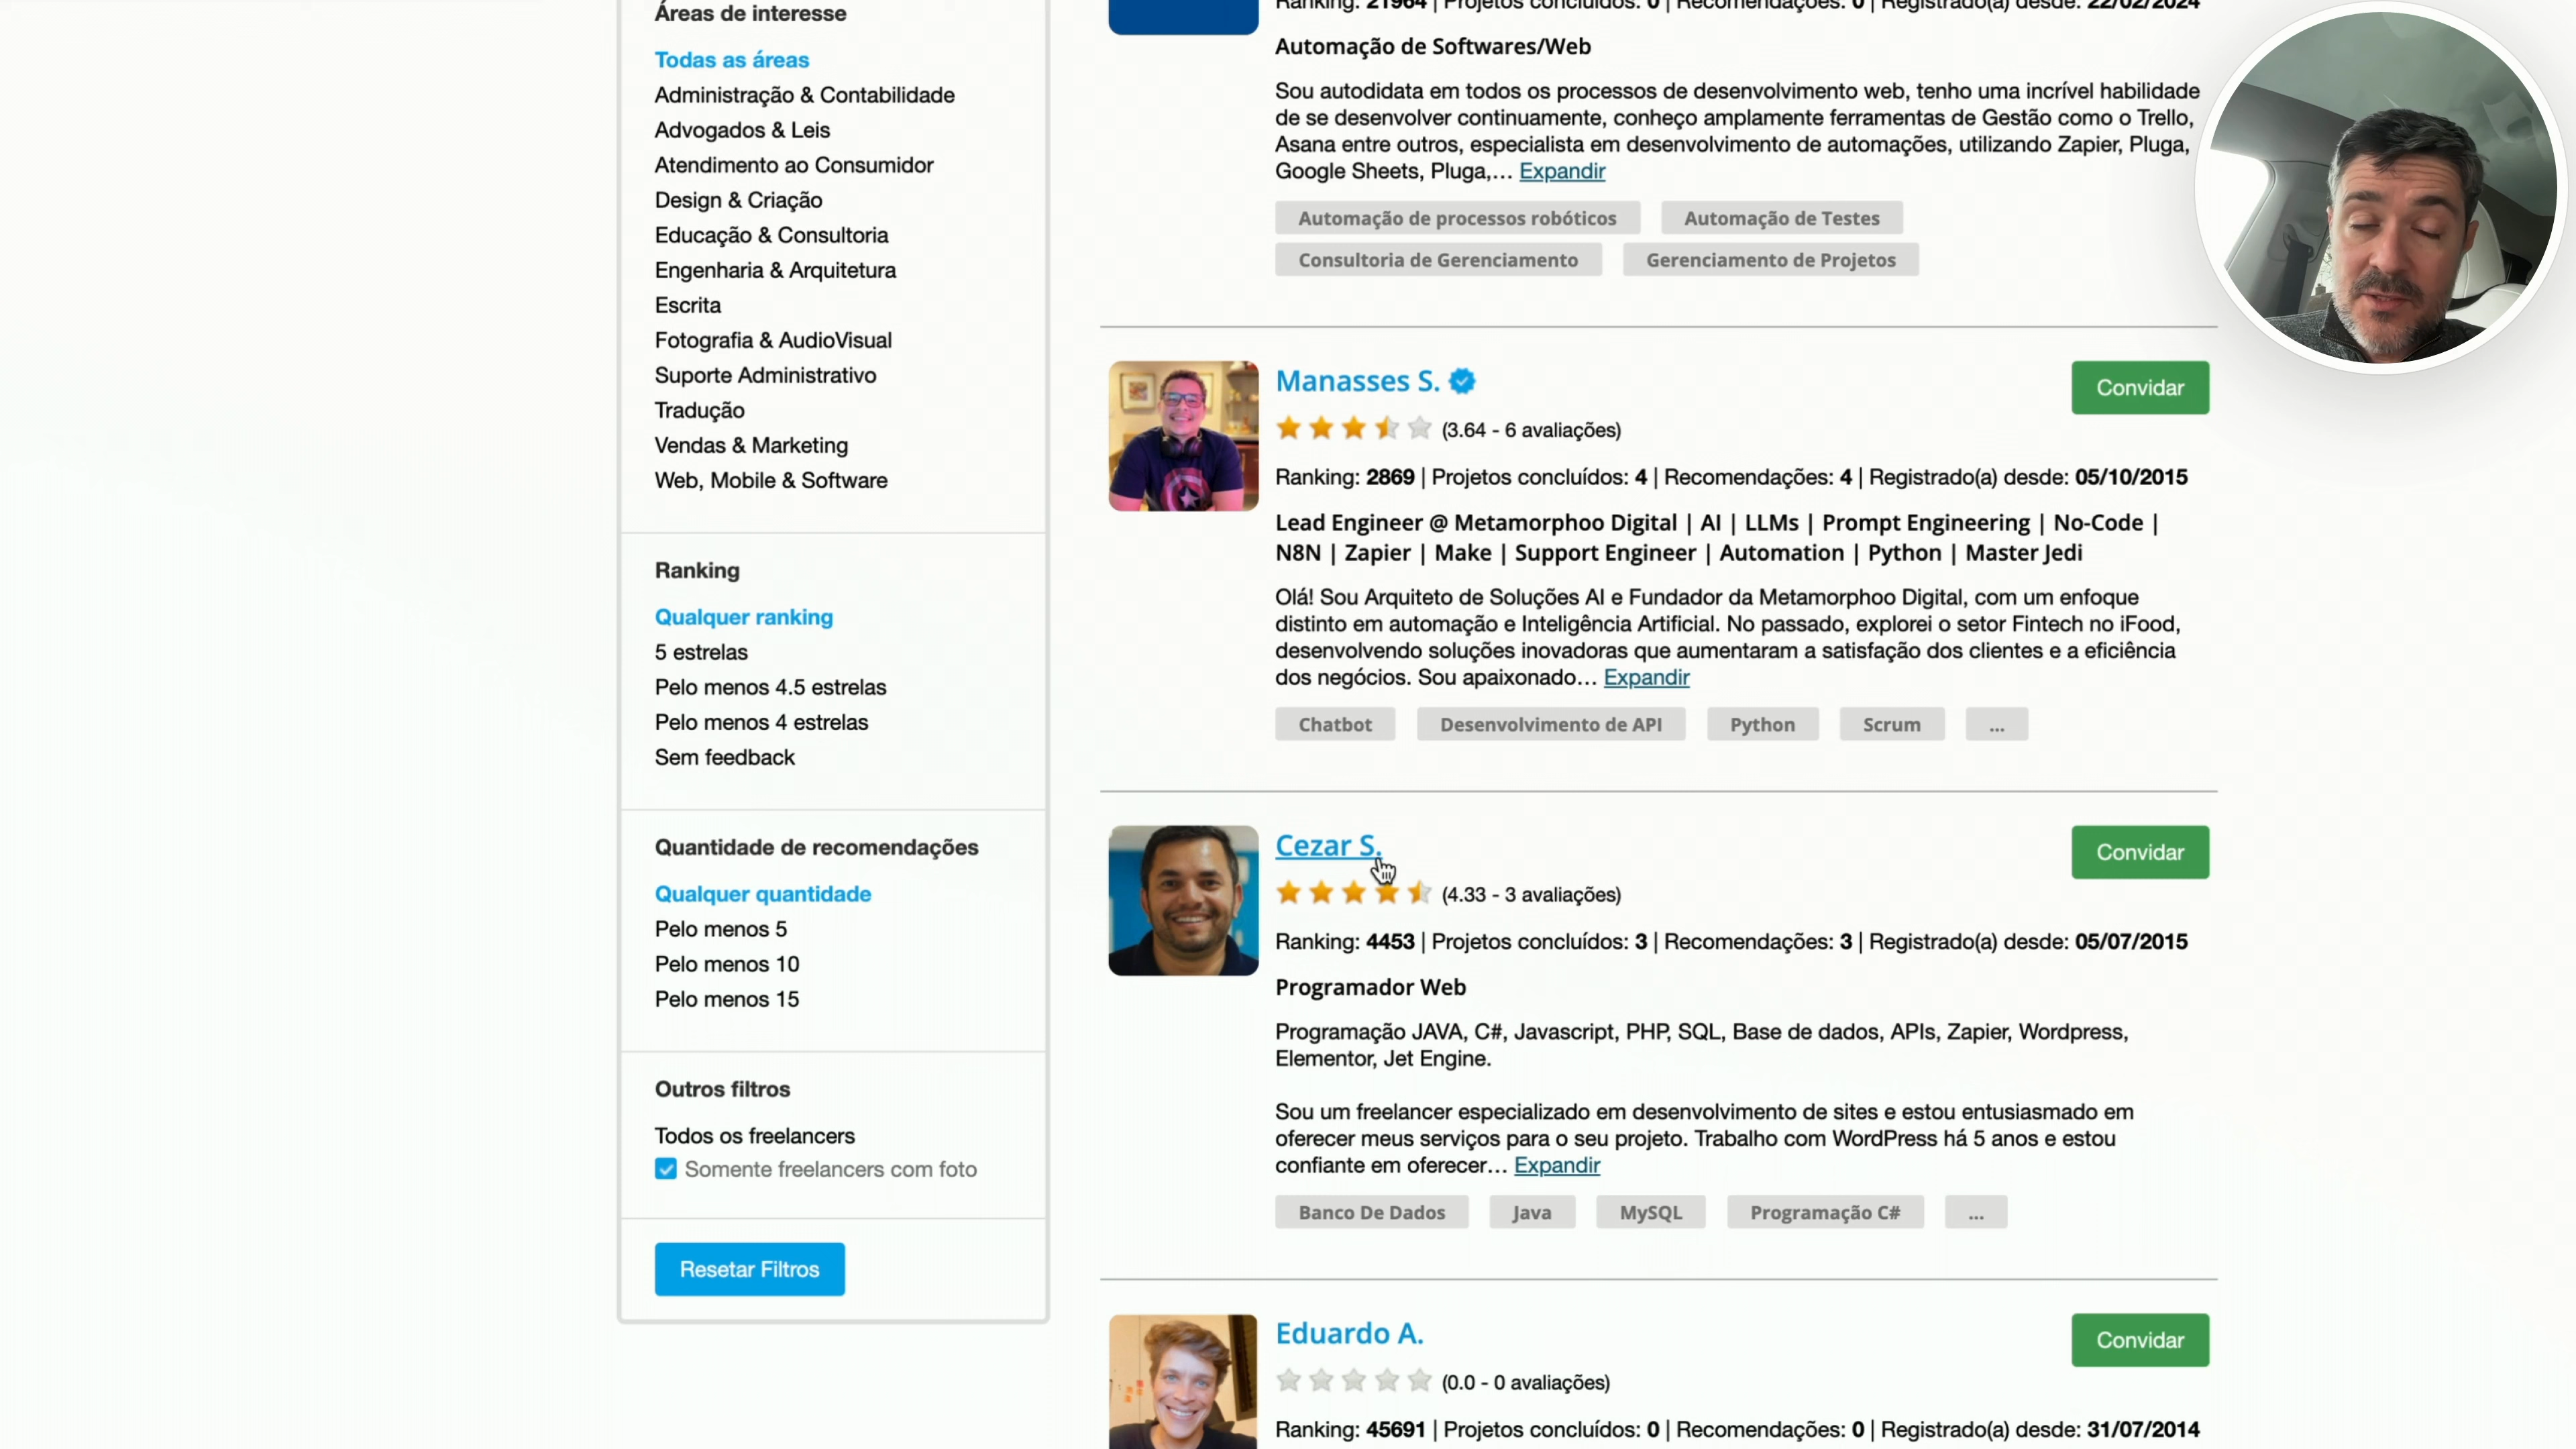 Áreas de interesse
Todas as áreas
Administração & Contabilidade
Advogados & Leis
Atendimento ao Consumidor
Design & Criação
Educação & Consultoria
Engenharia & Arquitetura
Escrita
Fotografia & AudioVisual
Suporte Administrativo
Tradução
Vendas & Marketing
Web, Mobile & Software
Ranking
Qualquer ranking
5 estrelas
Pelo menos 4.5 estrelas
Pelo menos 4 estrelas
Sem feedback
Quantidade de recomendações
Qualquer quantidade
Pelo menos 5
Pelo menos 10
Pelo menos 15
Outros filtros
Todos os freelancers
Somente freelancers com foto
Resetar Filtros
Ranking: 21964 | Projetos concluídos: 0 | Recomendações: 0 | Registrado(a) desde: 22/02/2024
Automação de Softwares/Web
Sou autodidata em todos os processos de desenvolvimento web, tenho uma incrível habilidade
de se desenvolver continuamente, conheço amplamente ferramentas de Gestão como o Trello,
Asana entre outros, especialista em desenvolvimento de automações, utilizando Zapier, Pluga,
Google Sheets, Pluga,... Expandir
Automação de processos robóticos Automação de Testes
Consultoria de Gerenciamento Gerenciamento de Projetos
Manasses S.
Convidar
(3.64 - 6 avaliações)
Ranking: 2869 | Projetos concluídos: 4 | Recomendações: 4 | Registrado(a) desde: 05/10/2015
Lead Engineer @ Metamorphoo Digital | AI | LLMs | Prompt Engineering | No-Code |
N8N | Zapier | Make | Support Engineer | Automation | Python | Master Jedi
Olá! Sou Arquiteto de Soluções AI e Fundador da Metamorphoo Digital, com um enfoque
distinto em automação e Inteligência Artificial. No passado, explorei o setor Fintech no iFood,
desenvolvendo soluções inovadoras que aumentaram a satisfação dos clientes e a eficiência
dos negócios. Sou apaixonado... Expandir
Chatbot Desenvolvimento de API Python Scrum ...
Cezar S.
Convidar
(4.33 - 3 avaliações)
Ranking: 4453 | Projetos concluídos: 3 | Recomendações: 3 | Registrado(a) desde: 05/07/2015
Programador Web
Programação JAVA, C#, Javascript, PHP, SQL, Base de dados, APIs, Zapier, Wordpress,
Elementor, Jet Engine.
Sou um freelancer especializado em desenvolvimento de sites e estou entusiasmado em
oferecer meus serviços para o seu projeto. Trabalho com WordPress há 5 anos e estou
confiante em oferecer... Expandir
Banco De Dados Java MySQL Programação C# ...
Eduardo A.
Convidar
(0.0 - 0 avaliações)
Ranking: 45691 | Projetos concluídos: 0 | Recomendações: 0 | Registrado(a) desde: 31/07/2014